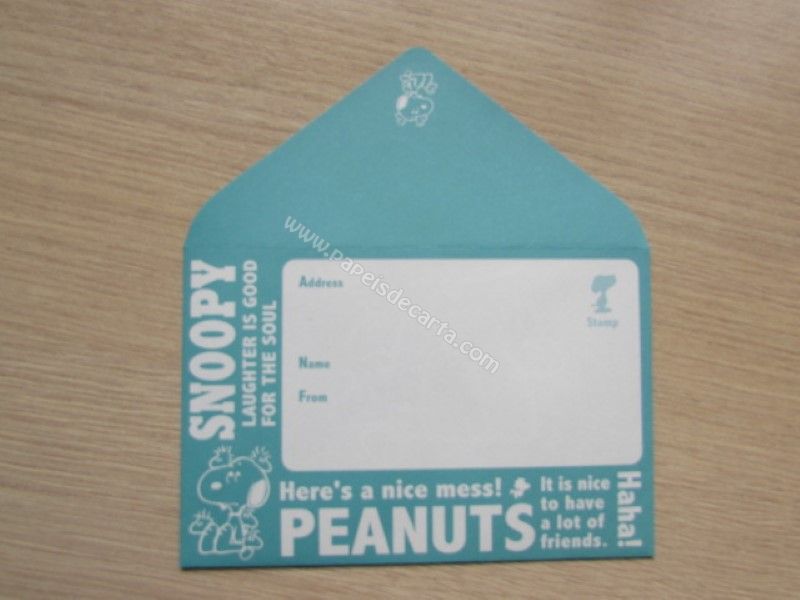 www.papeisdecarta.com
Address
Stamp
Name
From
SNOOPY
LAUGHTER IS GOOD
FOR THE SOUL
Here's a nice mess!
PEANUTS
It is nice
to have
a lot of
friends.
Haha!